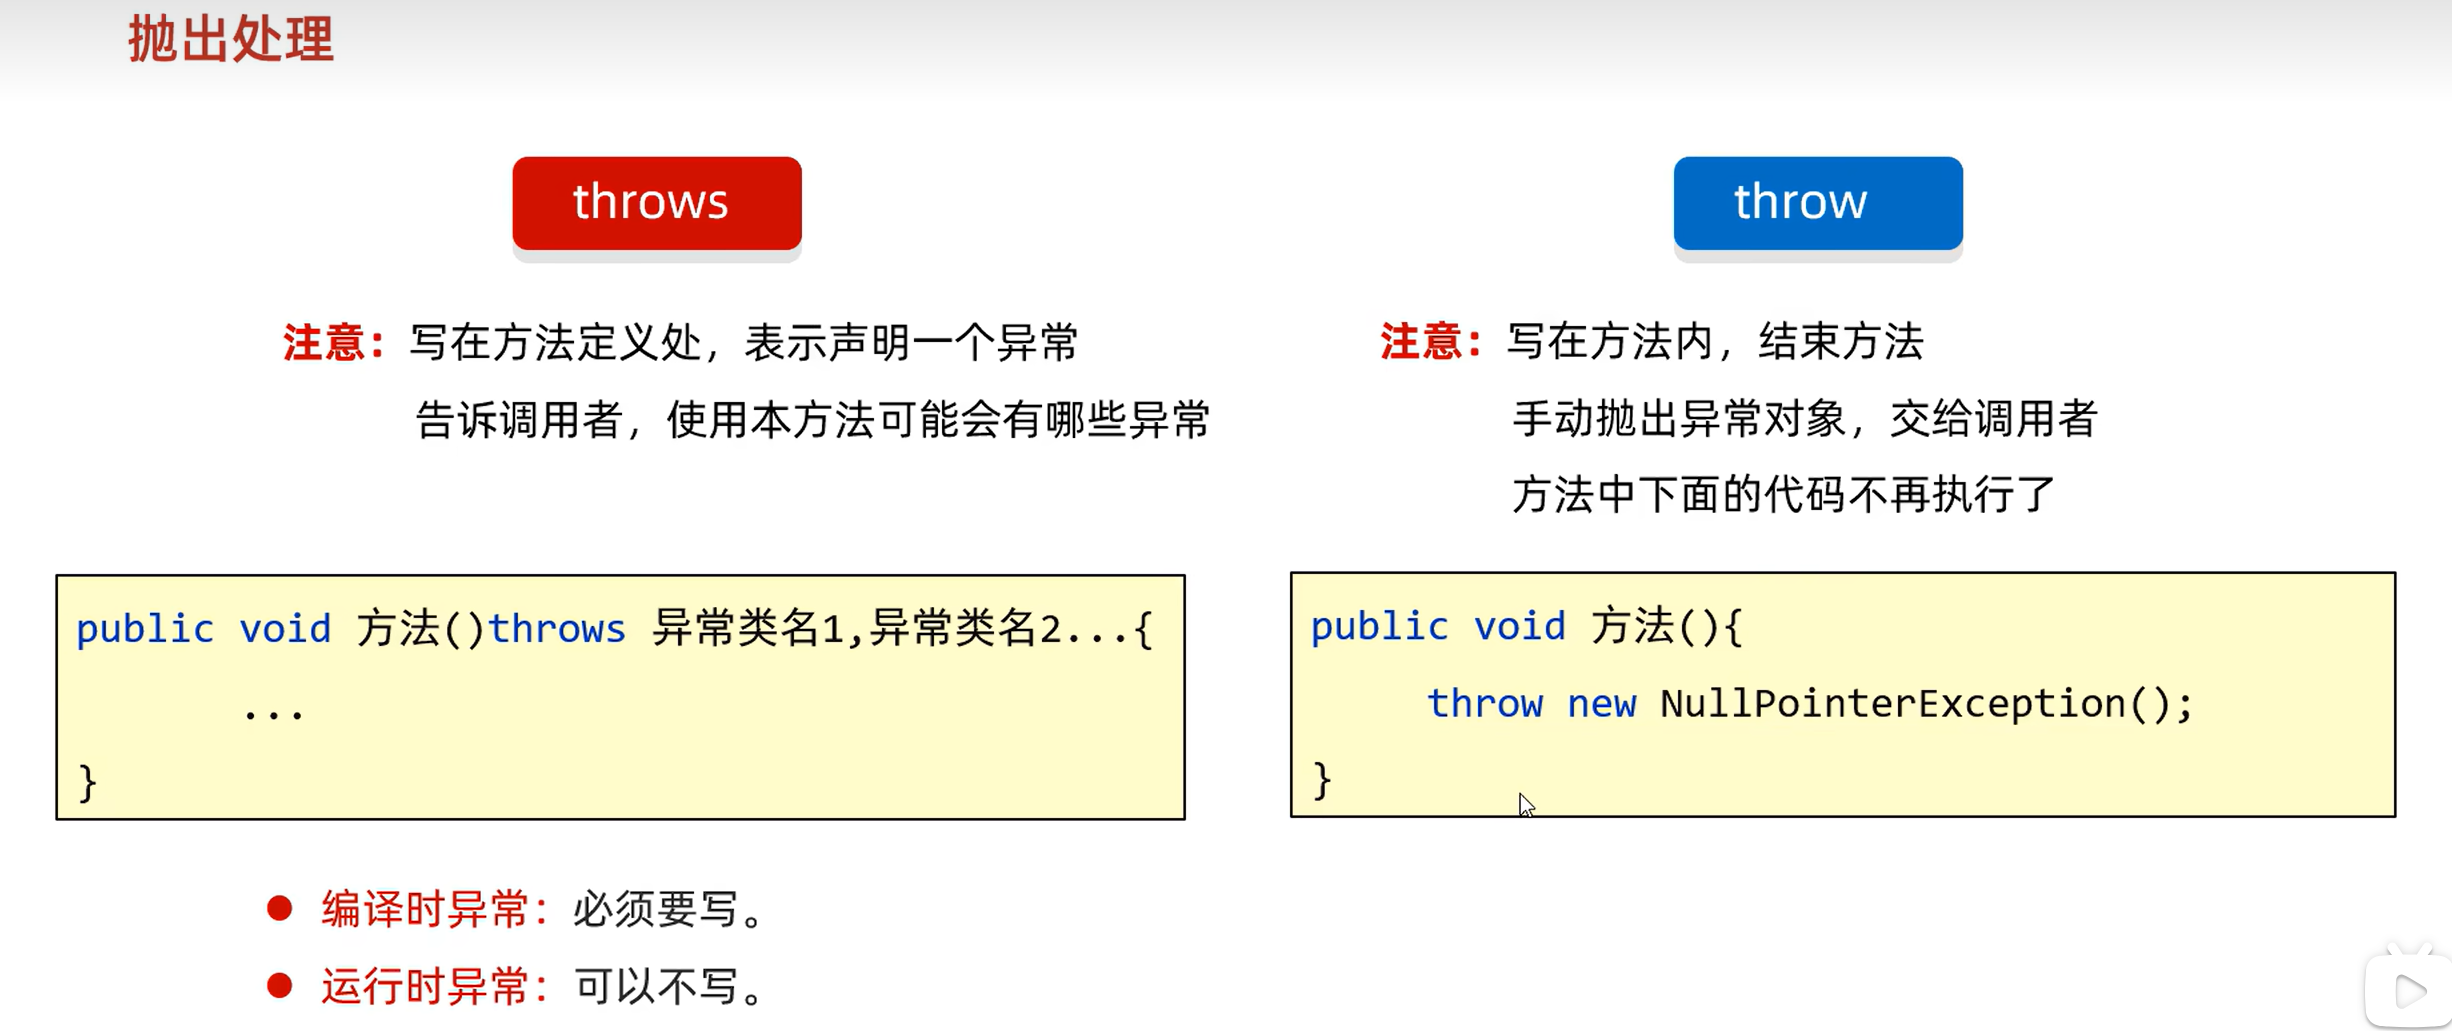 抛出处理
throws
注意：写在方法定义处，表示声明一个异常
告诉调用者，使用本方法可能会有哪些异常
public void 方法()throws 异常类名1,异常类名2...{
...
}
编译时异常：必须要写。
运行时异常：可以不写。
throw
注意：写在方法内，结束方法
手动抛出异常对象，交给调用者
方法中下面的代码不再执行了
public void 方法(){
throw new NullPointerException();
}